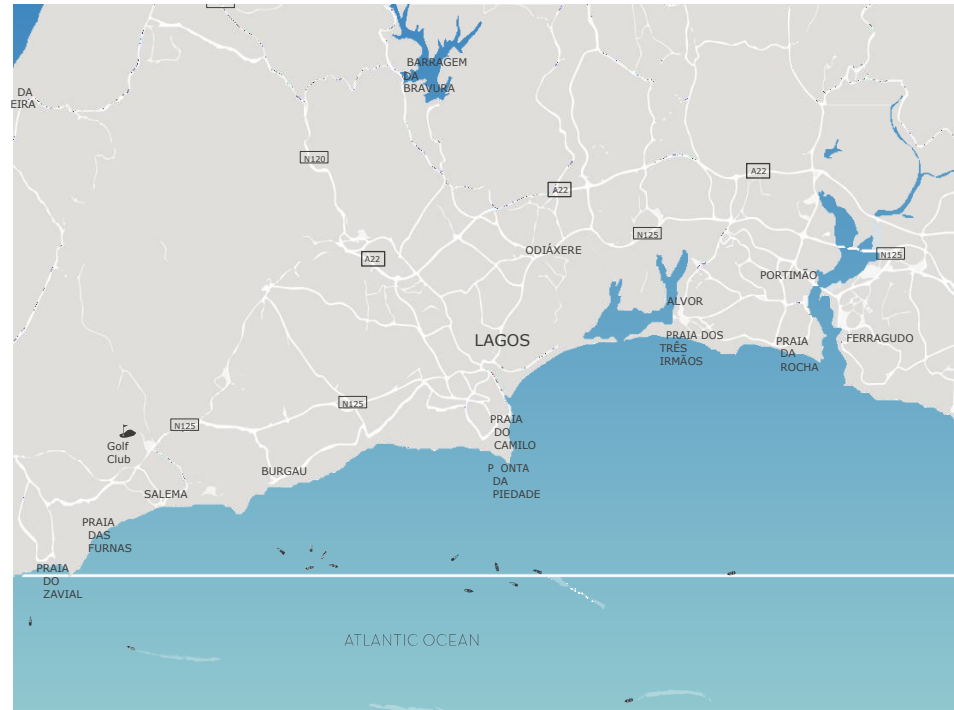 BARRAGEM
DA
BRAVURA
DA
EIRA
N120
A22
A22
ODIÁXERE
N125
N125
A22
PORTIMÃO
ALVOR
LAGOS
PRAIA DOS
TRÊS
IRMÃOS
PRAIA
DA
ROCHA
FERRAGUDO
N125
N125
Golf
Club
PRAIA
DO
CAMILO
P ONTA
DA
PIEDADE
BURGAU
SALEMA
PRAIA
DAS
FURNAS
PRAIA
DO
ZAVIAL
ATLANTIC OCEAN